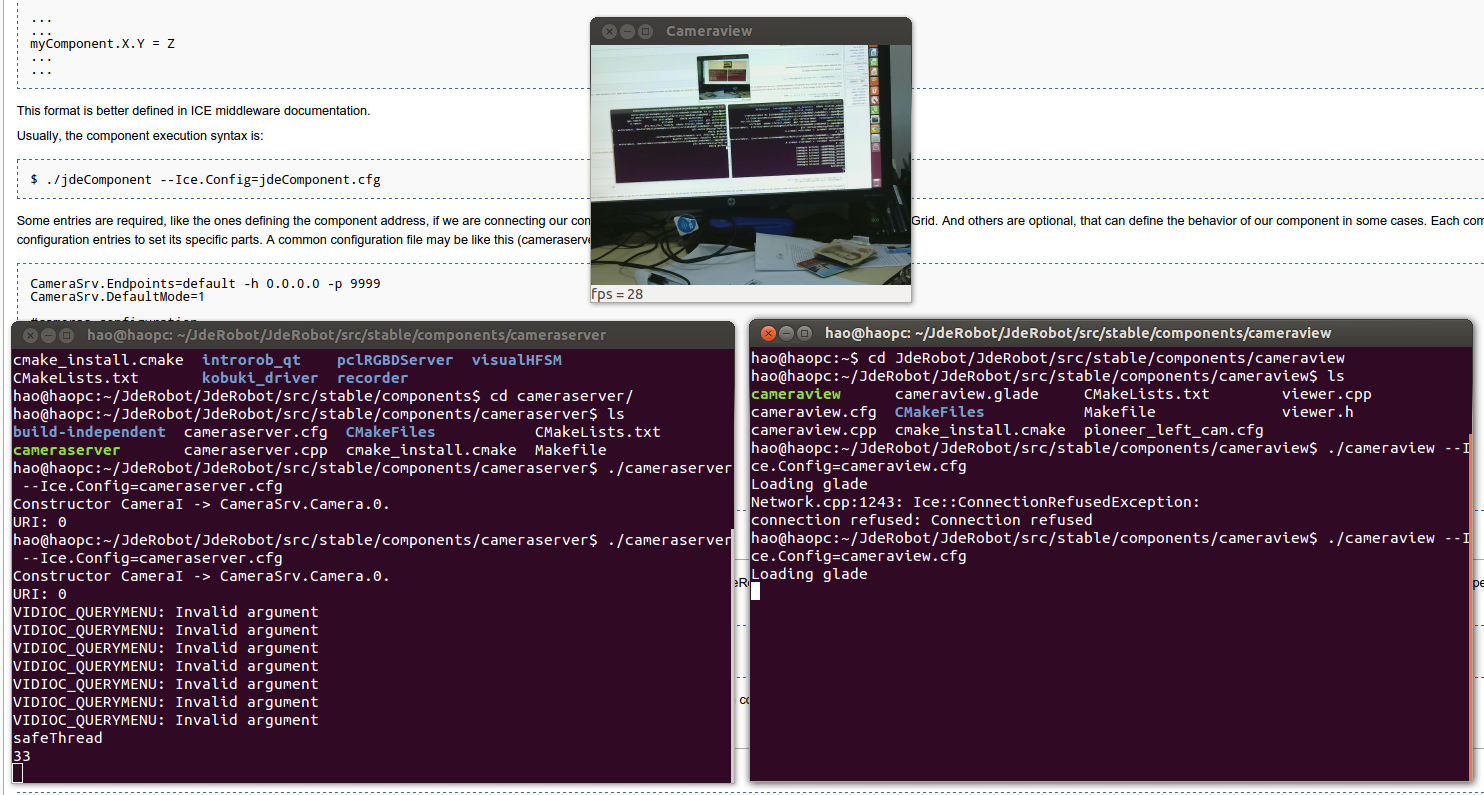 ...
...
myComponent.X.Y = Z
...
...
This format is better defined in ICE middleware documentation.
Usually, the component execution syntax is:
$ ./jdeComponent --Ice.Config=jdeComponent.cfg
Some entries are required, like the ones defining the component address, if we are connecting our
Grid. And others are optional, that can define the behavior of our component in some cases. Each
configuration entries to set its specific parts. A common configuration file may be like this
CameraSrv.Endpoints=default -h 0.0.0.0 -p 9999
CameraSrv.DefaultMode=1
Cameraview
fps = 28
hao@haopc: ~/JdeRobot/JdeRobot/src/stable/components/cameraserver
cmake_install.cmake introrob_qt pclRGBDServer visualHFSM
CMakeLists.txt kobuki_driver recorder
hao@haopc:~/JdeRobot/JdeRobot/src/stable/components$ cd cameraserver/
hao@haopc:~/JdeRobot/JdeRobot/src/stable/components/cameraserver$ ls
build-independent cameraserver.cfg CMakeFiles CMakeLists.txt
cameraserver cameraserver.cpp cmake_install.cmake Makefile
hao@haopc:~/JdeRobot/JdeRobot/src/stable/components/cameraserver$ ./cameraserver
--Ice.Config=cameraserver.cfg
Constructor CameraI -> CameraSrv.Camera.0.
URI: 0
hao@haopc:~/JdeRobot/JdeRobot/src/stable/components/cameraserver$ ./cameraserver
--Ice.Config=cameraserver.cfg
Constructor CameraI -> CameraSrv.Camera.0.
URI: 0
VIDIOC_QUERYMENU: Invalid argument
VIDIOC_QUERYMENU: Invalid argument
VIDIOC_QUERYMENU: Invalid argument
VIDIOC_QUERYMENU: Invalid argument
VIDIOC_QUERYMENU: Invalid argument
VIDIOC_QUERYMENU: Invalid argument
VIDIOC_QUERYMENU: Invalid argument
safeThread
33
hao@haopc: ~/JdeRobot/JdeRobot/src/stable/components/cameraview
hao@haopc:~$ cd JdeRobot/JdeRobot/src/stable/components/cameraview
hao@haopc:~/JdeRobot/JdeRobot/src/stable/components/cameraview$ ls
cameraview cameraview.glade CMakeLists.txt viewer.cpp
cameraview.cfg CMakeFiles Makefile viewer.h
cameraview.cpp cmake_install.cmake pioneer_left_cam.cfg
hao@haopc:~/JdeRobot/JdeRobot/src/stable/components/cameraview$ ./cameraview --I
ce.Config=cameraview.cfg
Loading glade
Network.cpp:1243: Ice::ConnectionRefusedException:
connection refused: Connection refused
hao@haopc:~/JdeRobot/JdeRobot/src/stable/components/cameraview$ ./cameraview --I
ce.Config=cameraview.cfg
Loading glade